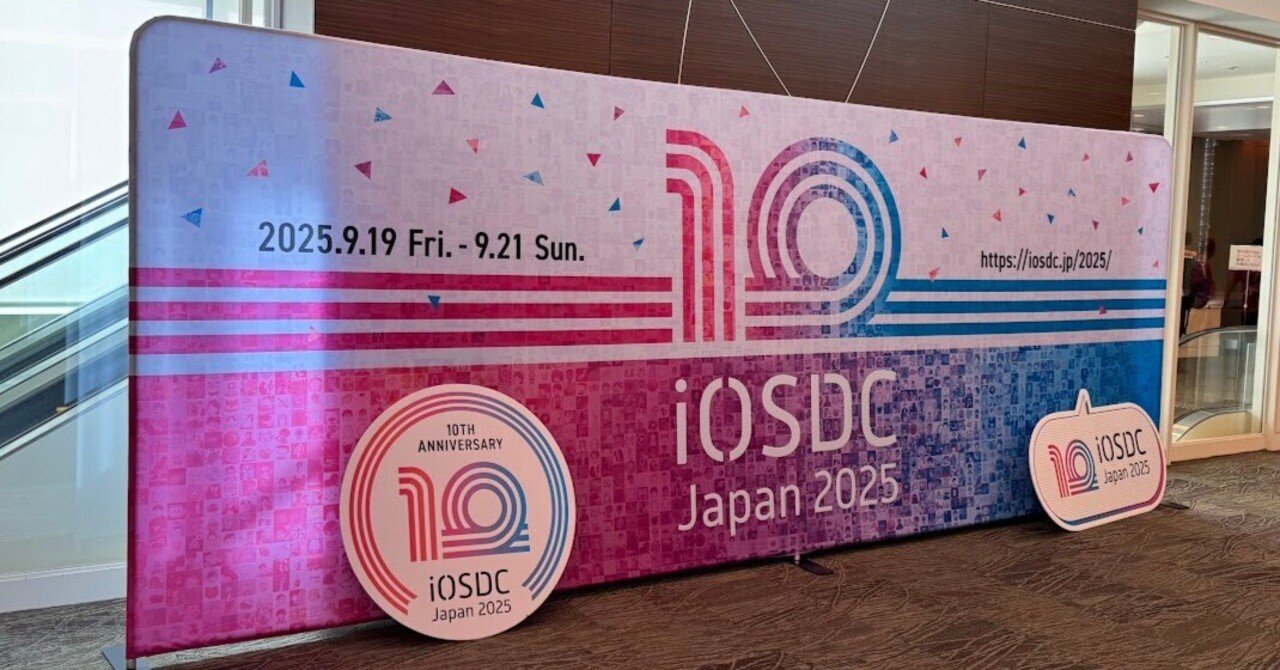 2025.9.19 Fri. - 9.21 Sun.
10
https://iosdc.jp/2025/
iOSDC
Japan 2025
10TH
ANNIVERSARY
10
iOSDC
Japan 2025
10
iOSDC
Japan 2025